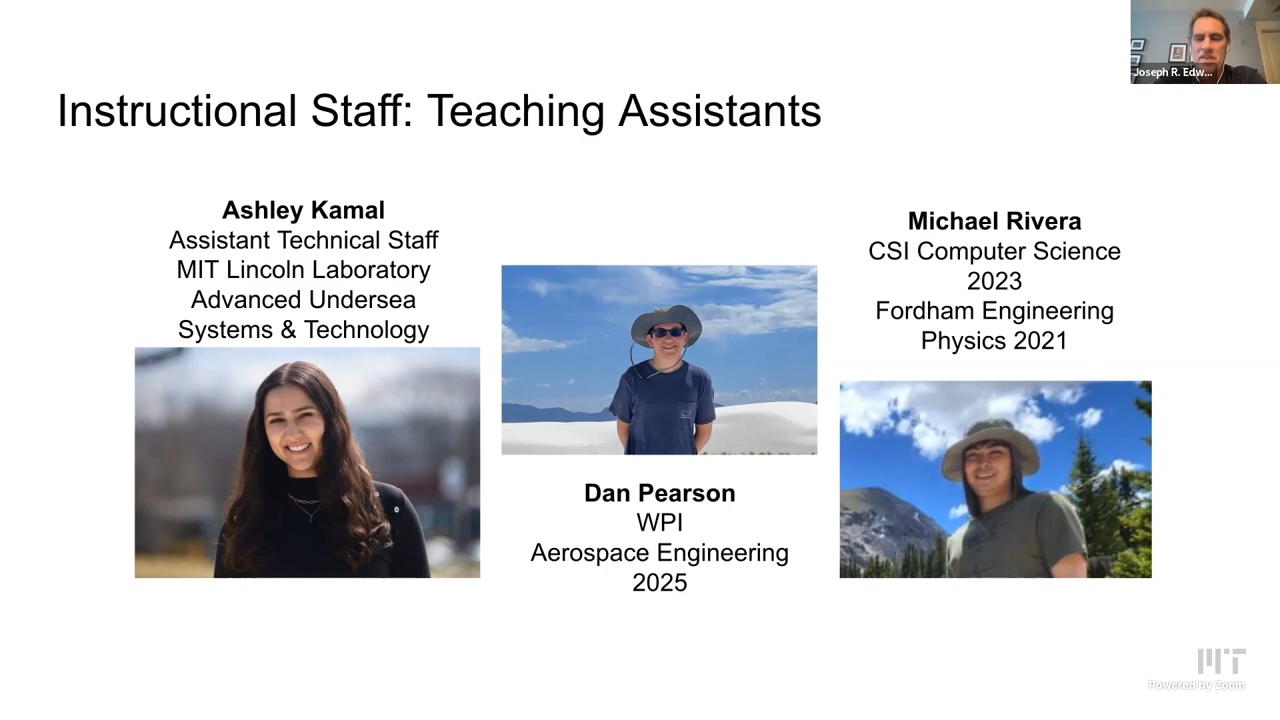 Joseph R. Edw...
Instructional Staff: Teaching Assistants
Ashley Kamal
Assistant Technical Staff
MIT Lincoln Laboratory
Advanced Undersea
Systems & Technology
Dan Pearson
WPI
Aerospace Engineering
2025
Michael Rivera
CSI Computer Science
2023
Fordham Engineering
Physics 2021
MIT
Powered by Zoom